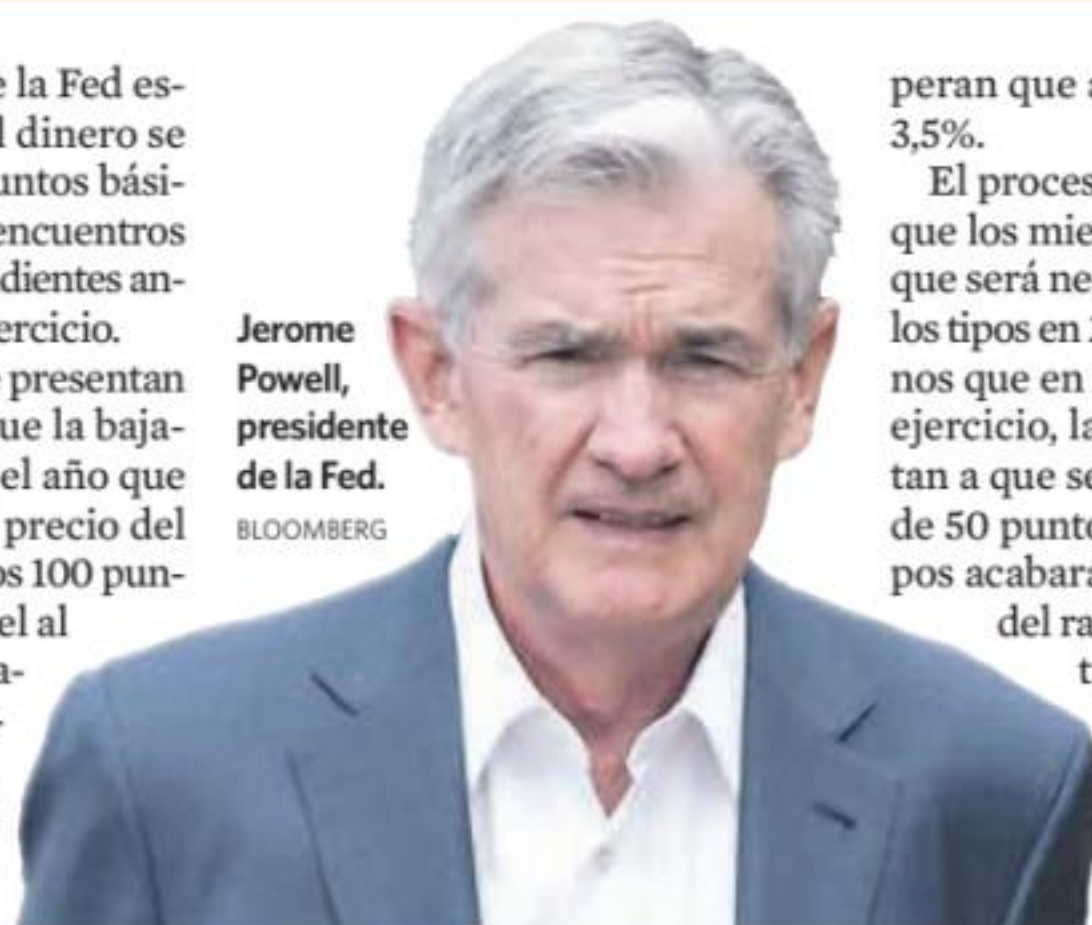 e la Fed es-
l dinero se
untos bási-
encuentros
dientes an-
ercicio.
presentan
ue la baja-
el año que
precio del
os 100 pun-
el al
a-
Jerome
Powell,
presidente
de la Fed.
BLOOMBERG
peran que a
3,5%.
El proces
que los mie
que será ne
los tipos en
nos que en
ejercicio, la
tan a que se
de 50 punto
pos acabara
del ra
t